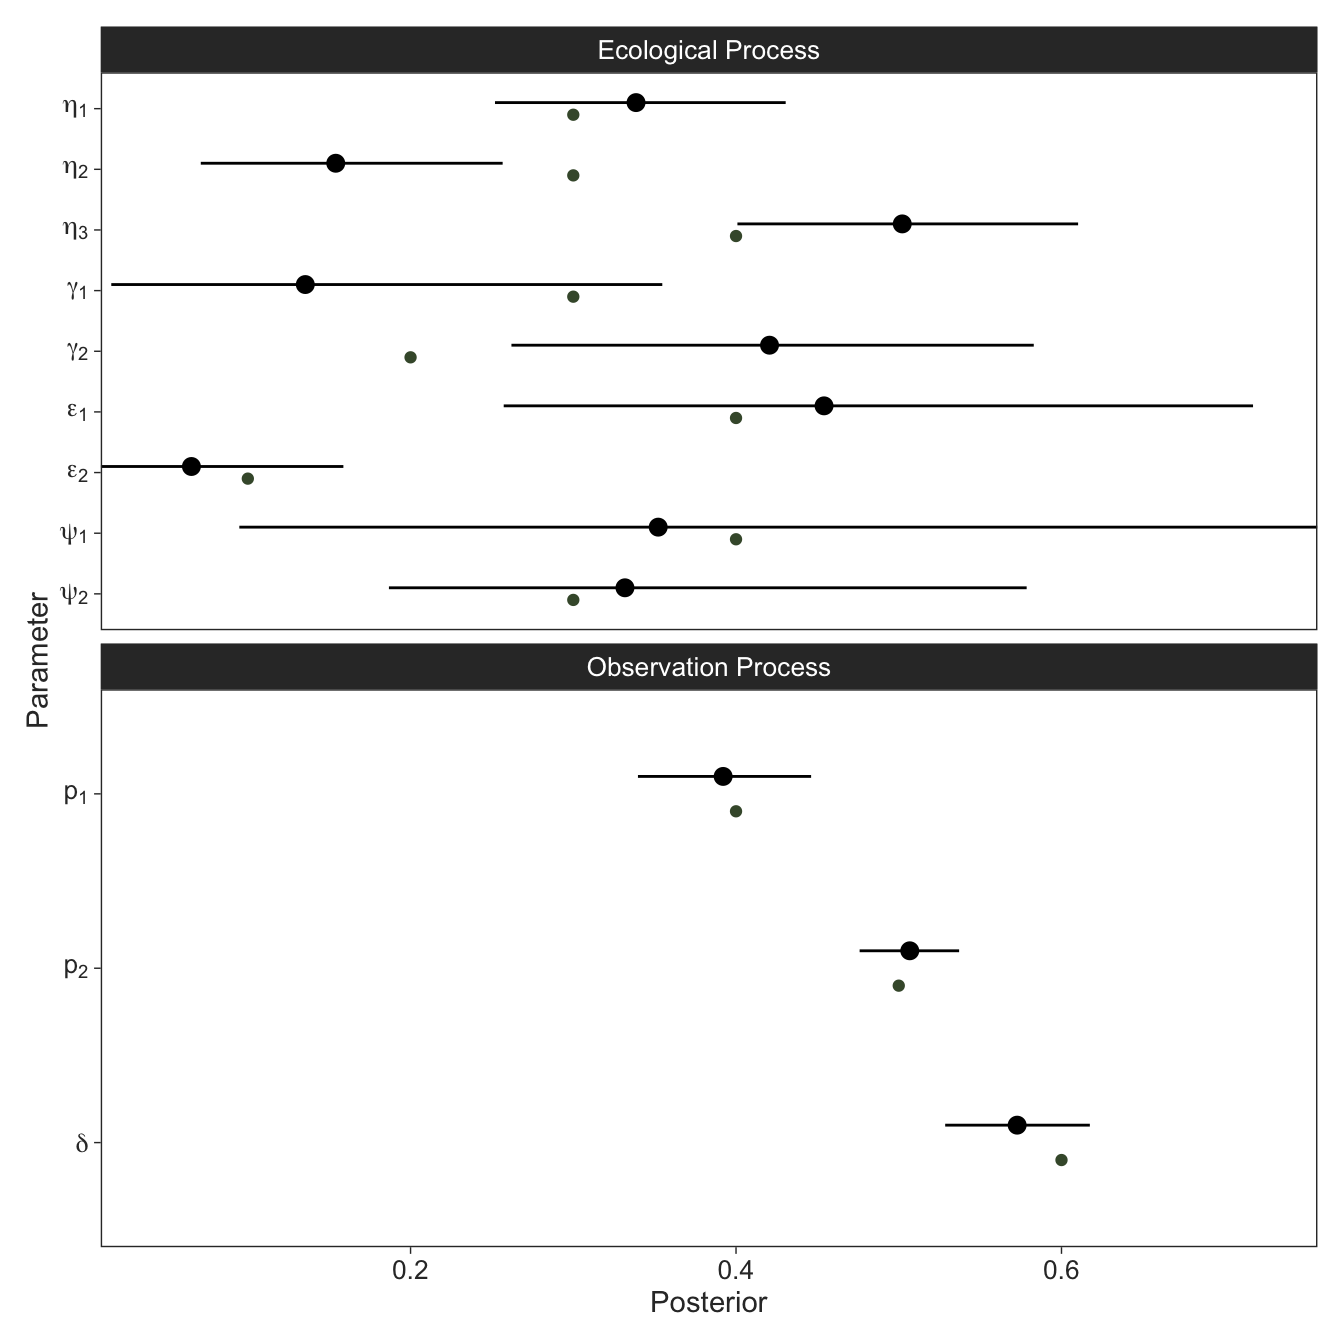 Ecological Process
η1
η2
η3
γ1
γ2
ε1
ε2
ψ1
ψ2
Parameter
Observation Process
p1
p2
δ
0.2 0.4 0.6
Posterior